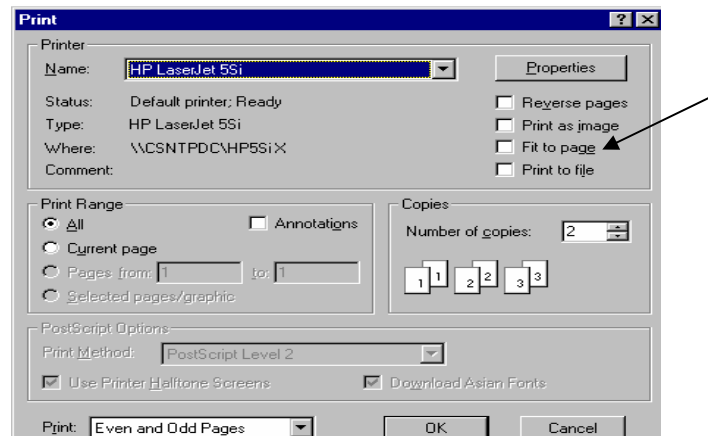 Print
Printer
Name: HP LaserJet 5Si Properties
Status: Default printer; Ready Reverse pages
Type: HP LaserJet 5Si Print as image
Where: \\CSNTPDC\HP5SiX Fit to page
Comment: Print to file
Print Range
All Annotations
Current page
Pages from: 1 to: 1
Selected pages/graphic
Copies
Number of copies: 2
1 1 2 2 3 3
PostScript Options
Print Method: PostScript Level 2
Use Printer Halftone Screens Download Asian Fonts
Print: Even and Odd Pages OK Cancel